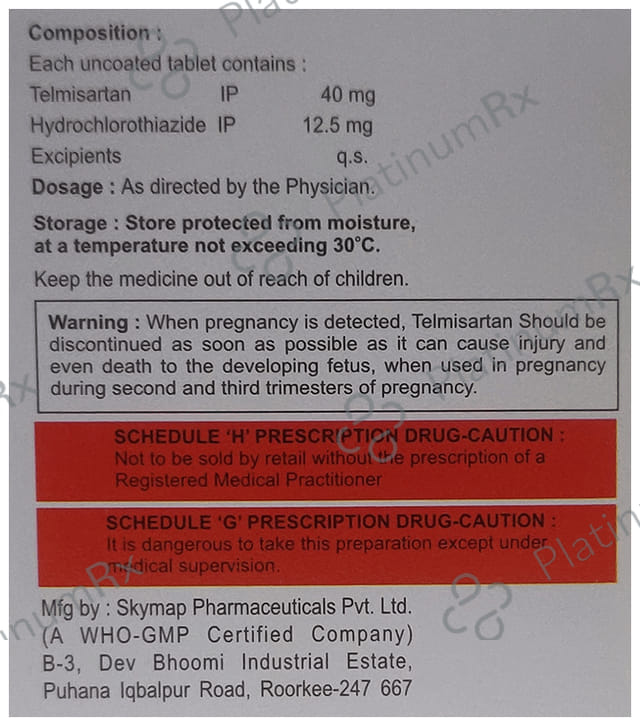 Composition :
Each uncoated tablet contains :
Telmisartan IP 40 mg
Hydrochlorothiazide IP 12.5 mg
Excipients q.s.
Dosage : As directed by the Physician.
Storage : Store protected from moisture,
at a temperature not exceeding 30°C.
Keep the medicine out of reach of children.
Warning : When pregnancy is detected, Telmisartan Should be
discontinued as soon as possible as it can cause injury and
even death to the developing fetus, when used in pregnancy
during second and third trimesters of pregnancy.
SCHEDULE ‘H’ PRESCRIPTION DRUG-CAUTION :
Not to be sold by retail without the prescription of a
Registered Medical Practitioner
SCHEDULE ‘G’ PRESCRIPTION DRUG-CAUTION :
It is dangerous to take this preparation except under
medical supervision.
Mfg by : Skymap Pharmaceuticals Pvt. Ltd.
(A WHO-GMP Certified Company)
B-3, Dev Bhoomi Industrial Estate,
Puhana Iqbalpur Road, Roorkee-247 667
PlatinumRx
PlatinumRx
PlatinumRx
PlatinumRx